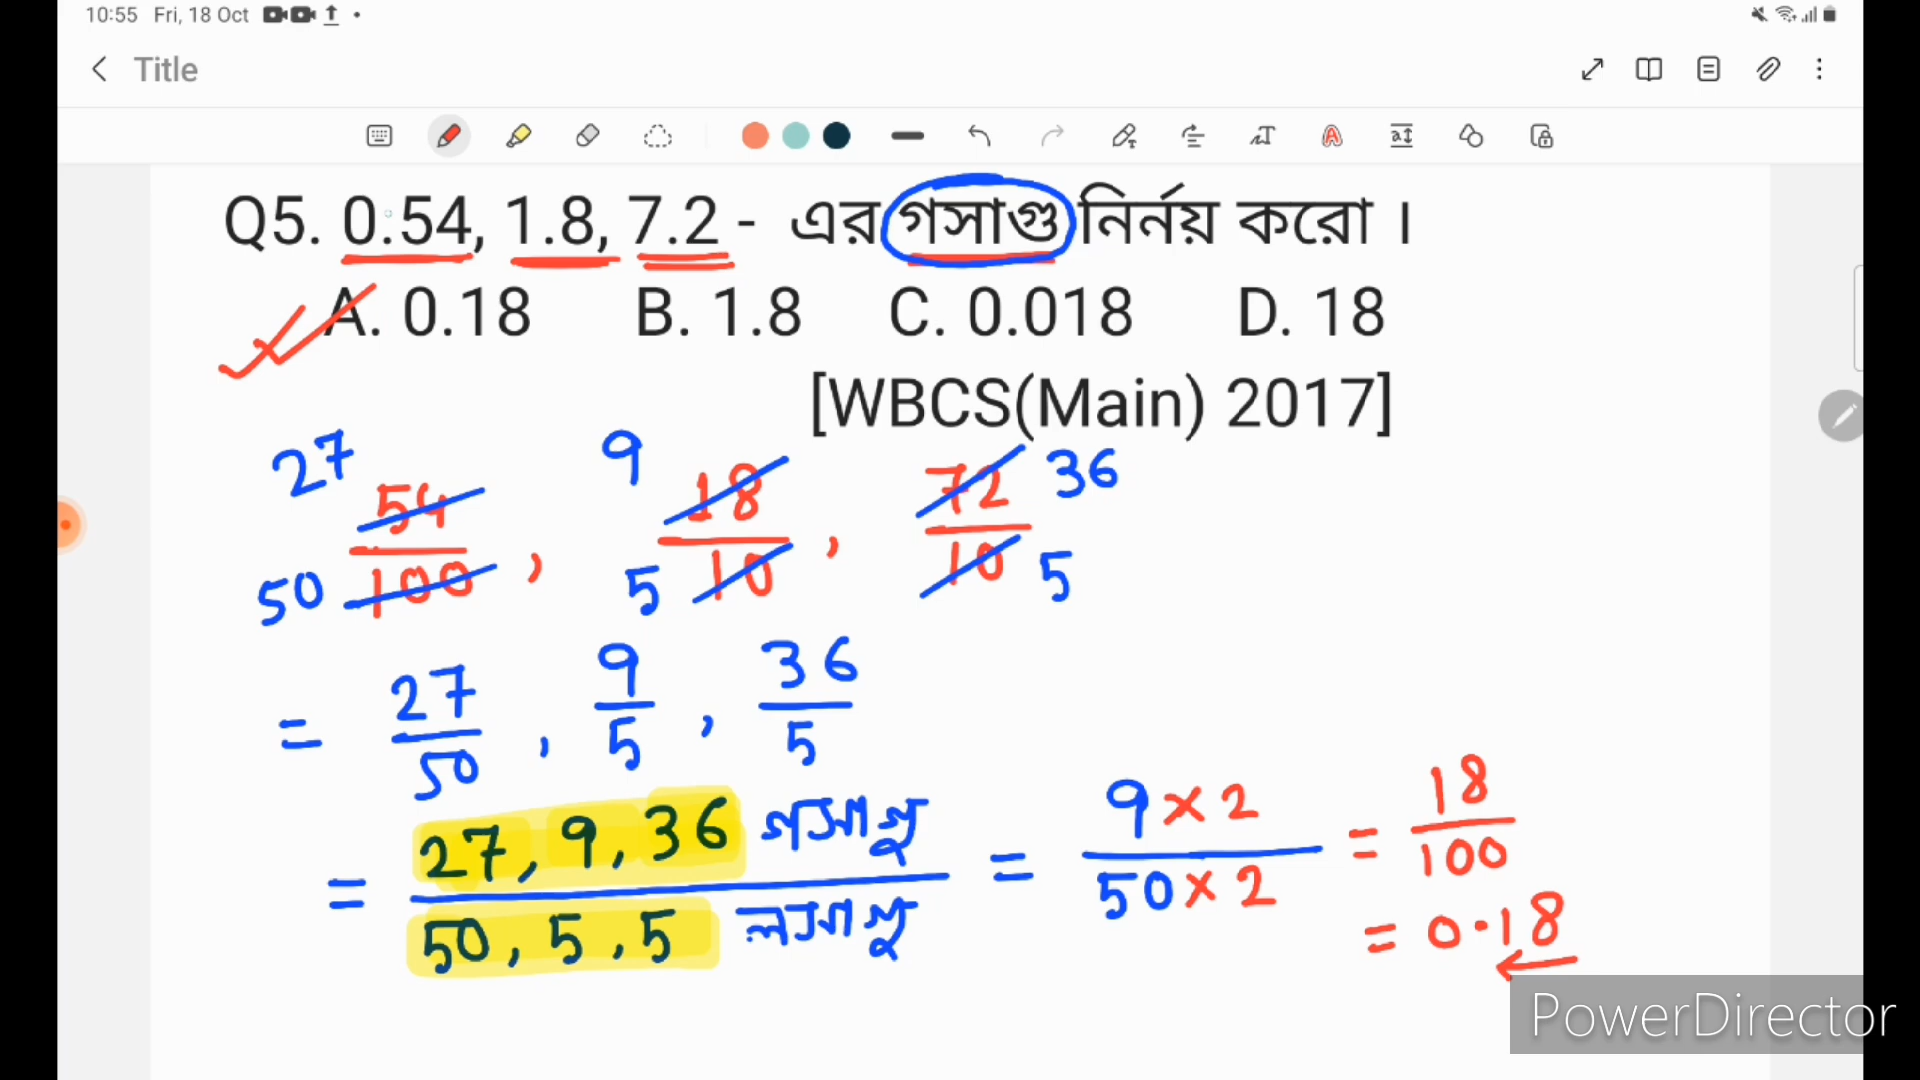 10:55 Fri, 18 Oct
Title
Q5. 0.54, 1.8, 7.2 - এর গসাগু নির্নয় করো ।
A. 0.18 B. 1.8 C. 0.018 D. 18
[WBCS(Main) 2017]
27 9 36
54/100 , 18/10 , 72/10
50 5 5
= 27/50 , 9/5 , 36/5
27, 9, 36 গসাগু
= ――― = 9 × 2 / 50 × 2 = 18/100
50, 5, 5 লসাগু
= 0.18
PowerDirector